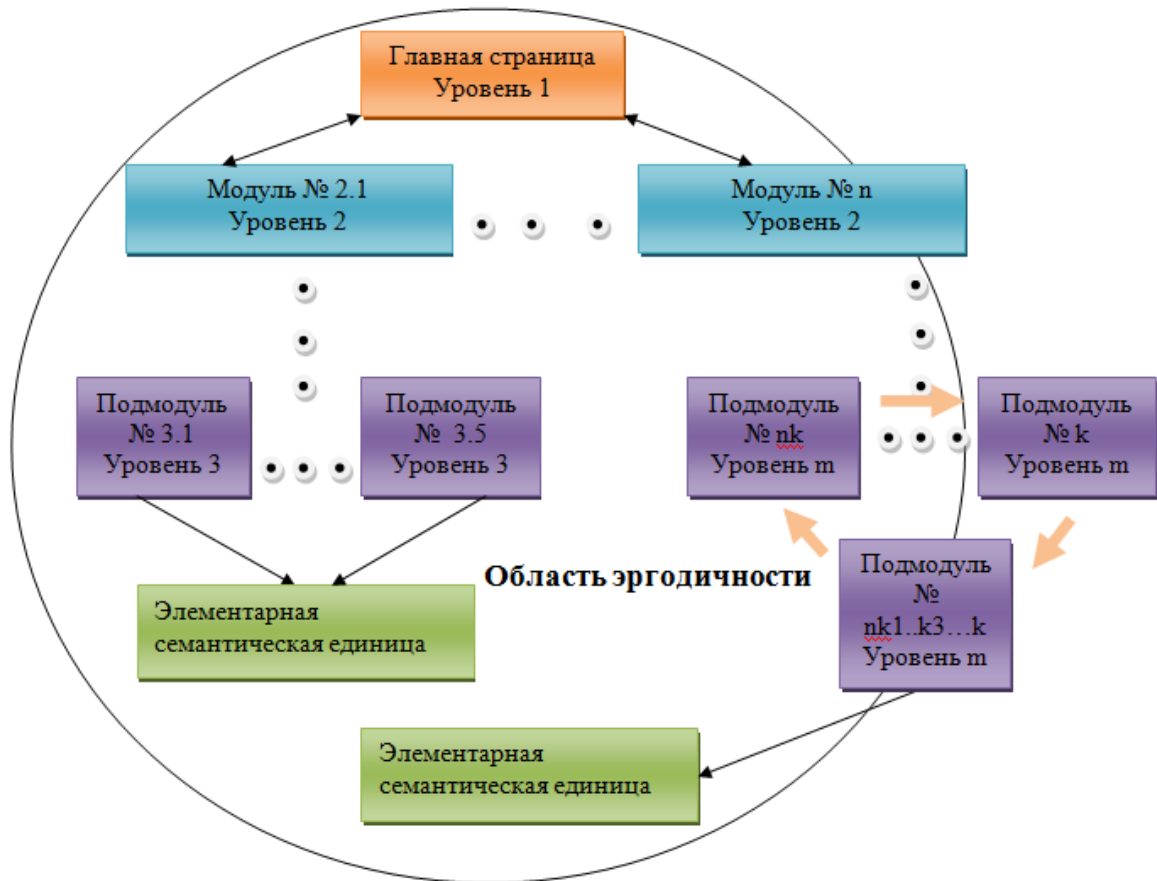 Главная страница
Уровень 1
Модуль № 2.1
Уровень 2
Модуль № n
Уровень 2
Подмодуль
№ 3.1
Уровень 3
Подмодуль
№ 3.5
Уровень 3
Подмодуль
№ nk
Уровень m
Подмодуль
№ k
Уровень m
Область эргодичности
Подмодуль
№
nk1..k3...k
Уровень m
Элементарная
семантическая единица
Элементарная
семантическая единица